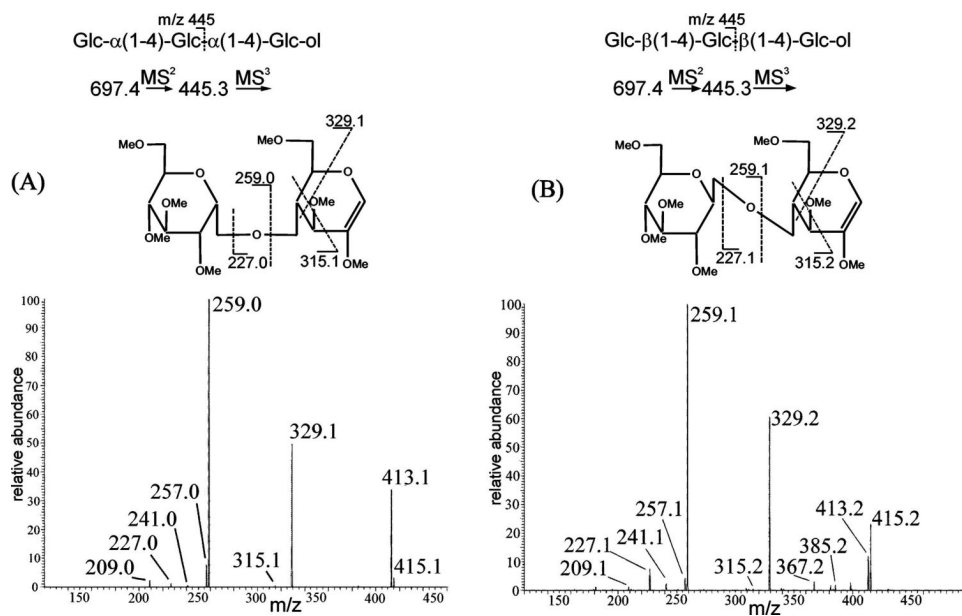 m/z 445
Glc-α(1-4)-Glc-α(1-4)-Glc-ol
697.4 MS² 445.3 MS³
(A)
329.1
MeO
MeO
259.0
O
O
OMe
OMe
O
MeO
227.0
315.1
OMe
OMe
259.0
329.1
413.1
257.0
241.0
227.0
209.0
315.1
415.1
100
90
80
70
60
50
40
30
20
10
0
relative abundance
150 200 250 300 350 400 450
m/z
m/z 445
Glc-β(1-4)-Glc-β(1-4)-Glc-ol
697.4 MS² 445.3 MS³
(B)
329.2
MeO
MeO
259.1
O
O
OMe
O
MeO
OMe
227.1
315.2
OMe
OMe
259.1
329.2
257.1
241.1
227.1
209.1
413.2
415.2
385.2
367.2
315.2
100
90
80
70
60
50
40
30
20
10
0
relative abundance
150 200 250 300 350 400 450
m/z